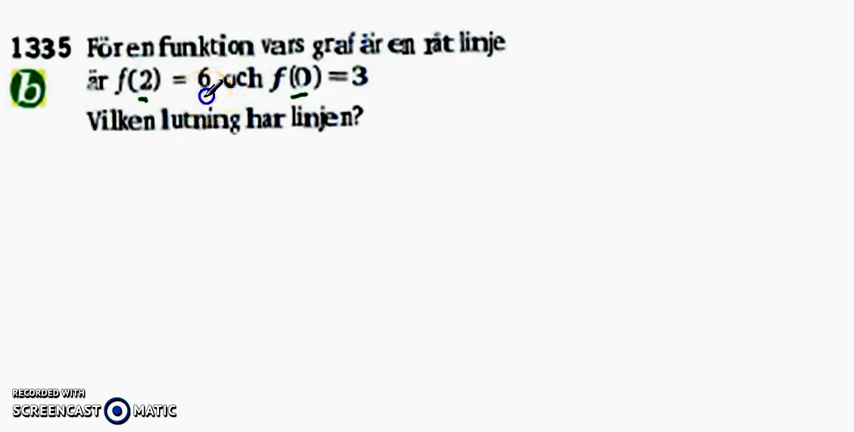 1335 För en funktion vars graf är en rät linje
b är f(2) = 6 och f(0) = 3
Vilken lutning har linjen?
RECORDED WITH
SCREENCAST MATIC